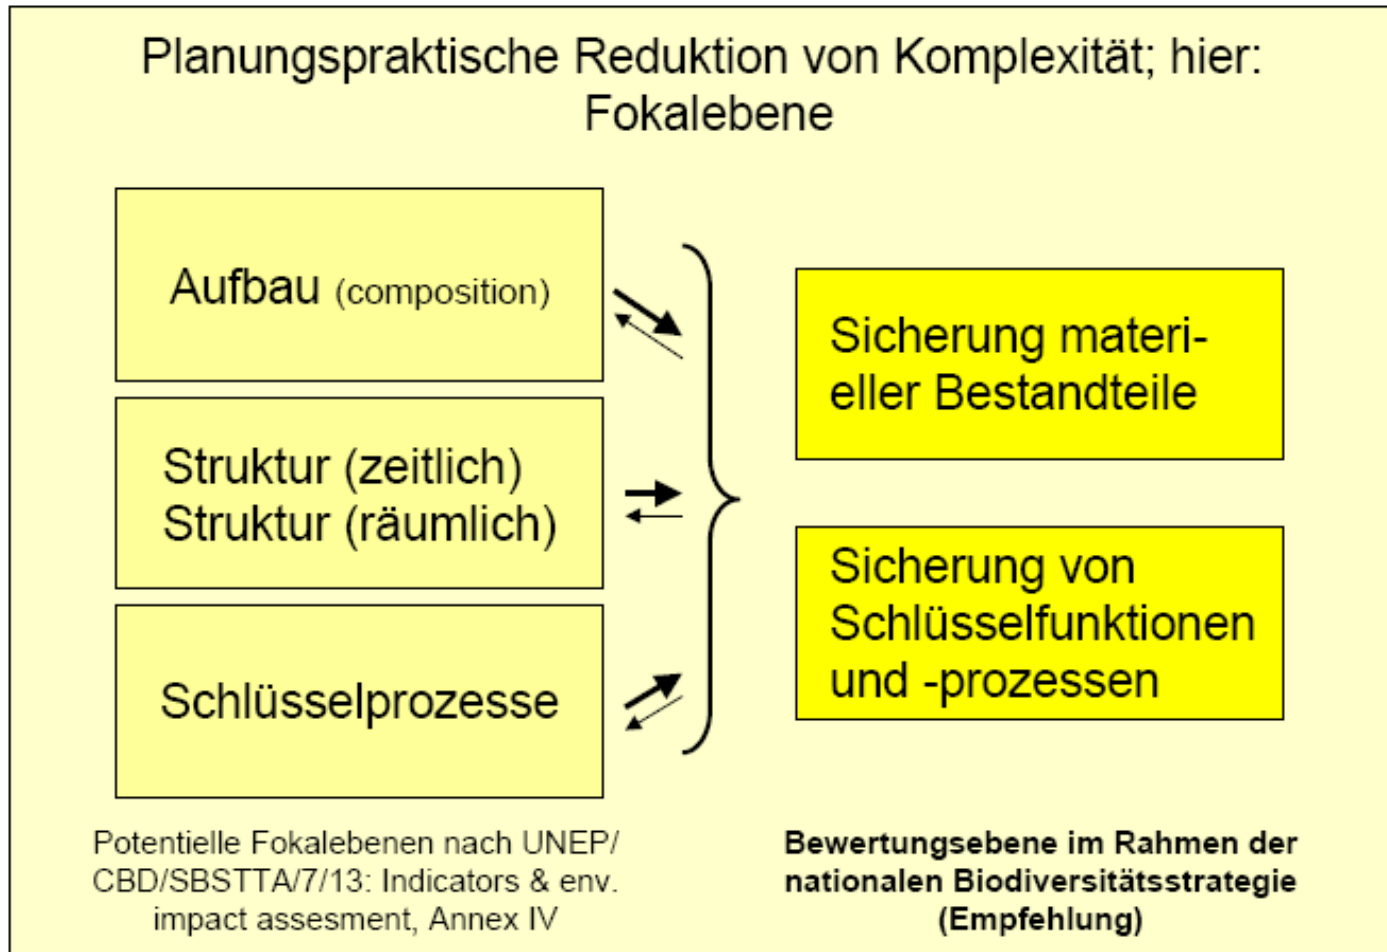 Planungspraktische Reduktion von Komplexität; hier:
Fokalebene
Aufbau (composition)
Struktur (zeitlich)
Struktur (räumlich)
Schlüsselprozesse
Potentielle Fokalebenen nach UNEP/
CBD/SBSTTA/7/13: Indicators & env.
impact assesment, Annex IV
Sicherung materi-
eller Bestandteile
Sicherung von
Schlüsselfunktionen
und -prozessen
Bewertungsebene im Rahmen der
nationalen Biodiversitätsstrategie
(Empfehlung)